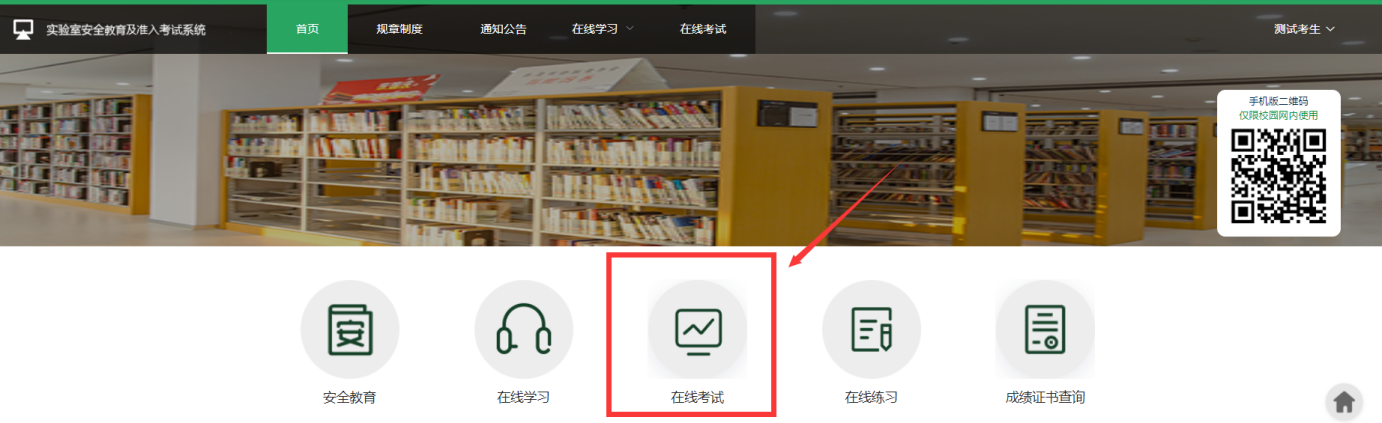 实验室安全教育及准入考试系统
首页
规章制度
通知公告
在线学习
在线考试
测试考生
手机版二维码
仅限校园网内使用
安
安全教育
在线学习
在线考试
在线练习
成绩证书查询